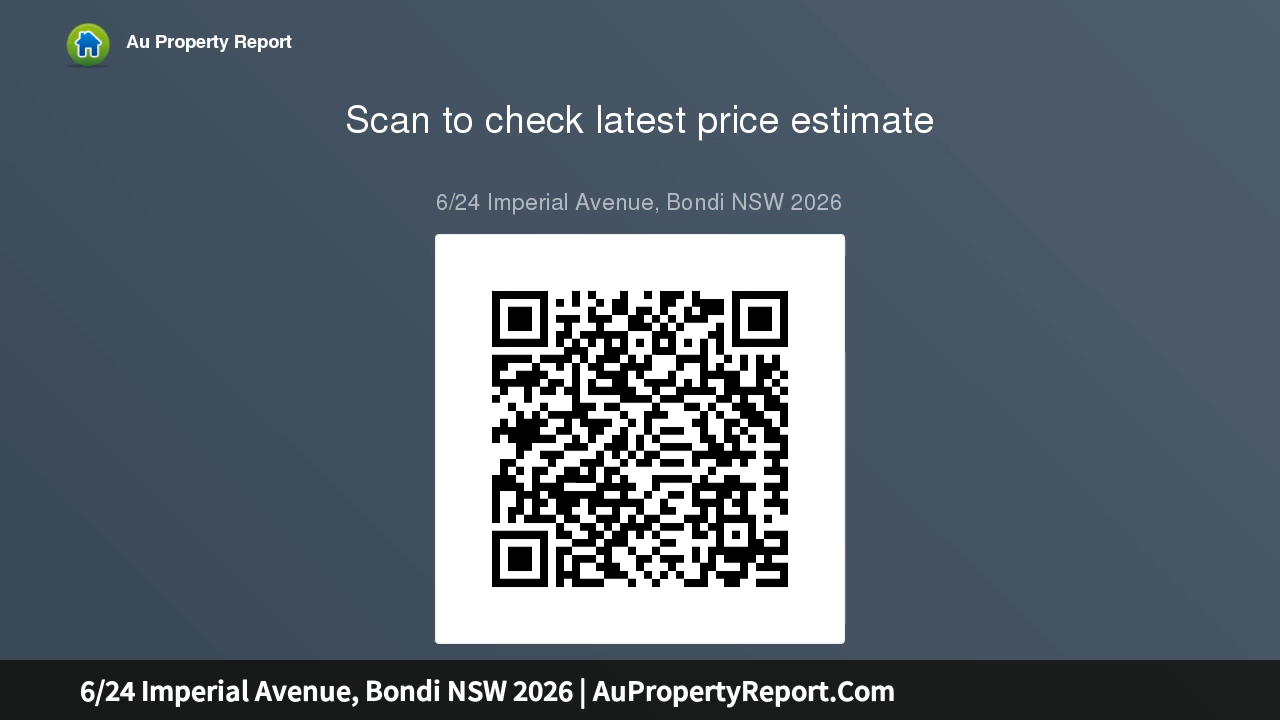 Au Property Report
Scan to check latest price estimate
6/24 Imperial Avenue, Bondi NSW 2026
6/24 Imperial Avenue, Bondi NSW 2026 | AuPropertyReport.Com